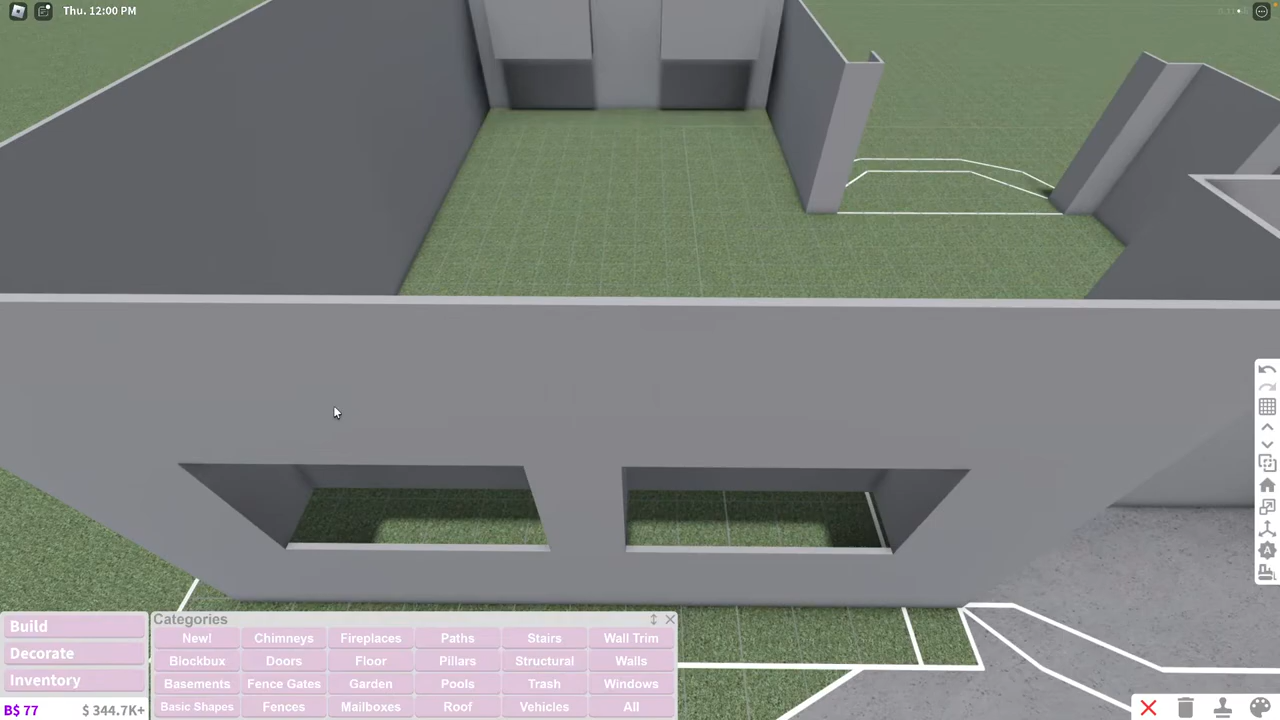 Thu. 12:00 PM
Build
Decorate
Inventory
B$ 77 $ 344.7K+
Categories
New! Chimneys Fireplaces Paths Stairs Wall Trim
Blockbux Doors Floor Pillars Structural Walls
Basements Fence Gates Garden Pools Trash Windows
Basic Shapes Fences Mailboxes Roof Vehicles All